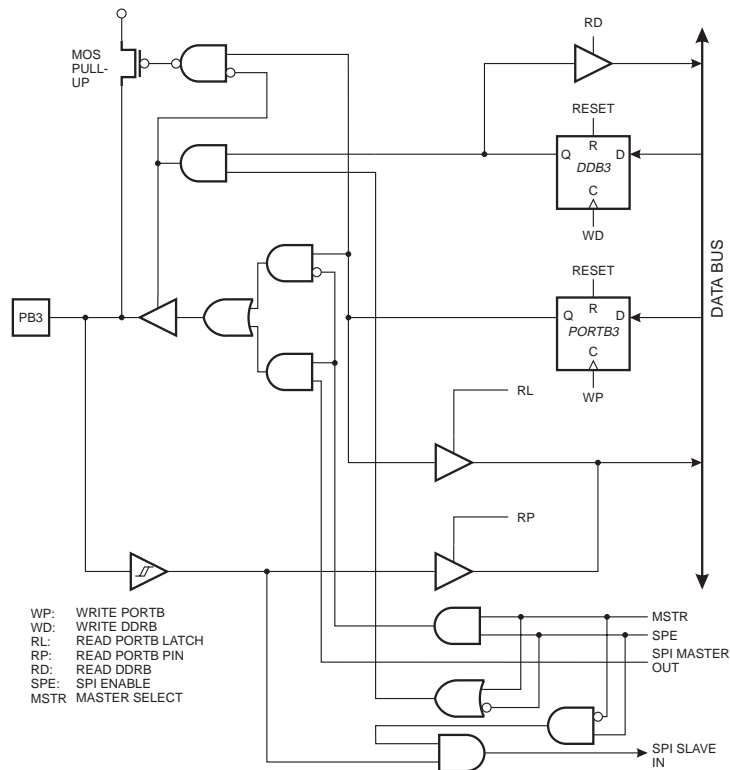 RD
MOS
PULL-
UP
RESET
R
Q
D
DDB3
C
WD
DATA BUS
RESET
R
Q
D
PORTB3
C
WP
PB3
RL
RP
WP: WRITE PORTB
WD: WRITE DDRB
RL: READ PORTB LATCH
RP: READ PORTB PIN
RD: READ DDRB
SPE: SPI ENABLE
MSTR MASTER SELECT
MSTR
SPE
SPI MASTER
OUT
SPI SLAVE
IN